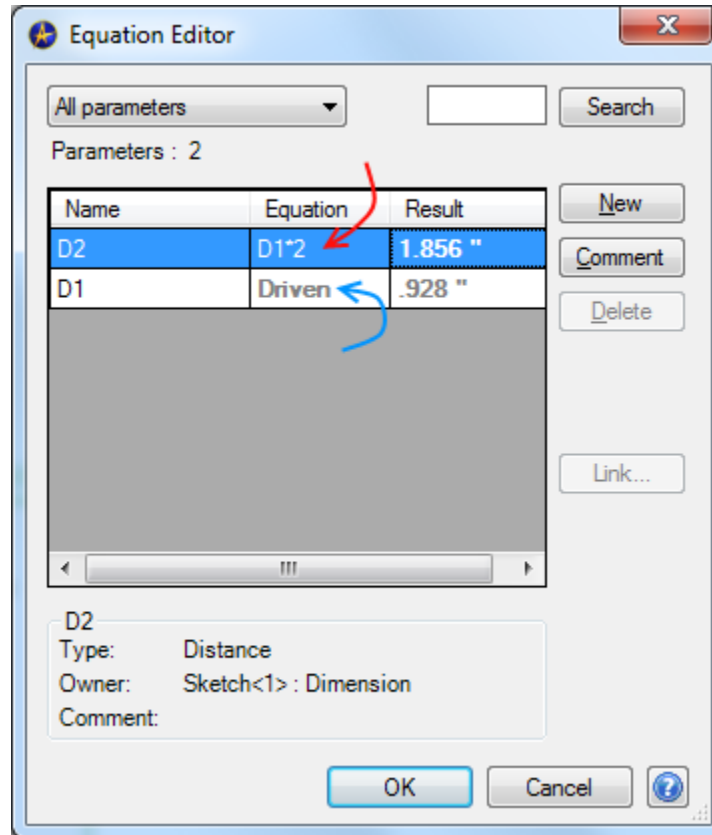 Equation Editor
All parameters Search
Parameters : 2
Name Equation Result New
D2 D1*2 1.856 " Comment
D1 Driven .928 "
Delete
Link...
D2
Type: Distance
Owner: Sketch<1> : Dimension
Comment:
OK Cancel ?